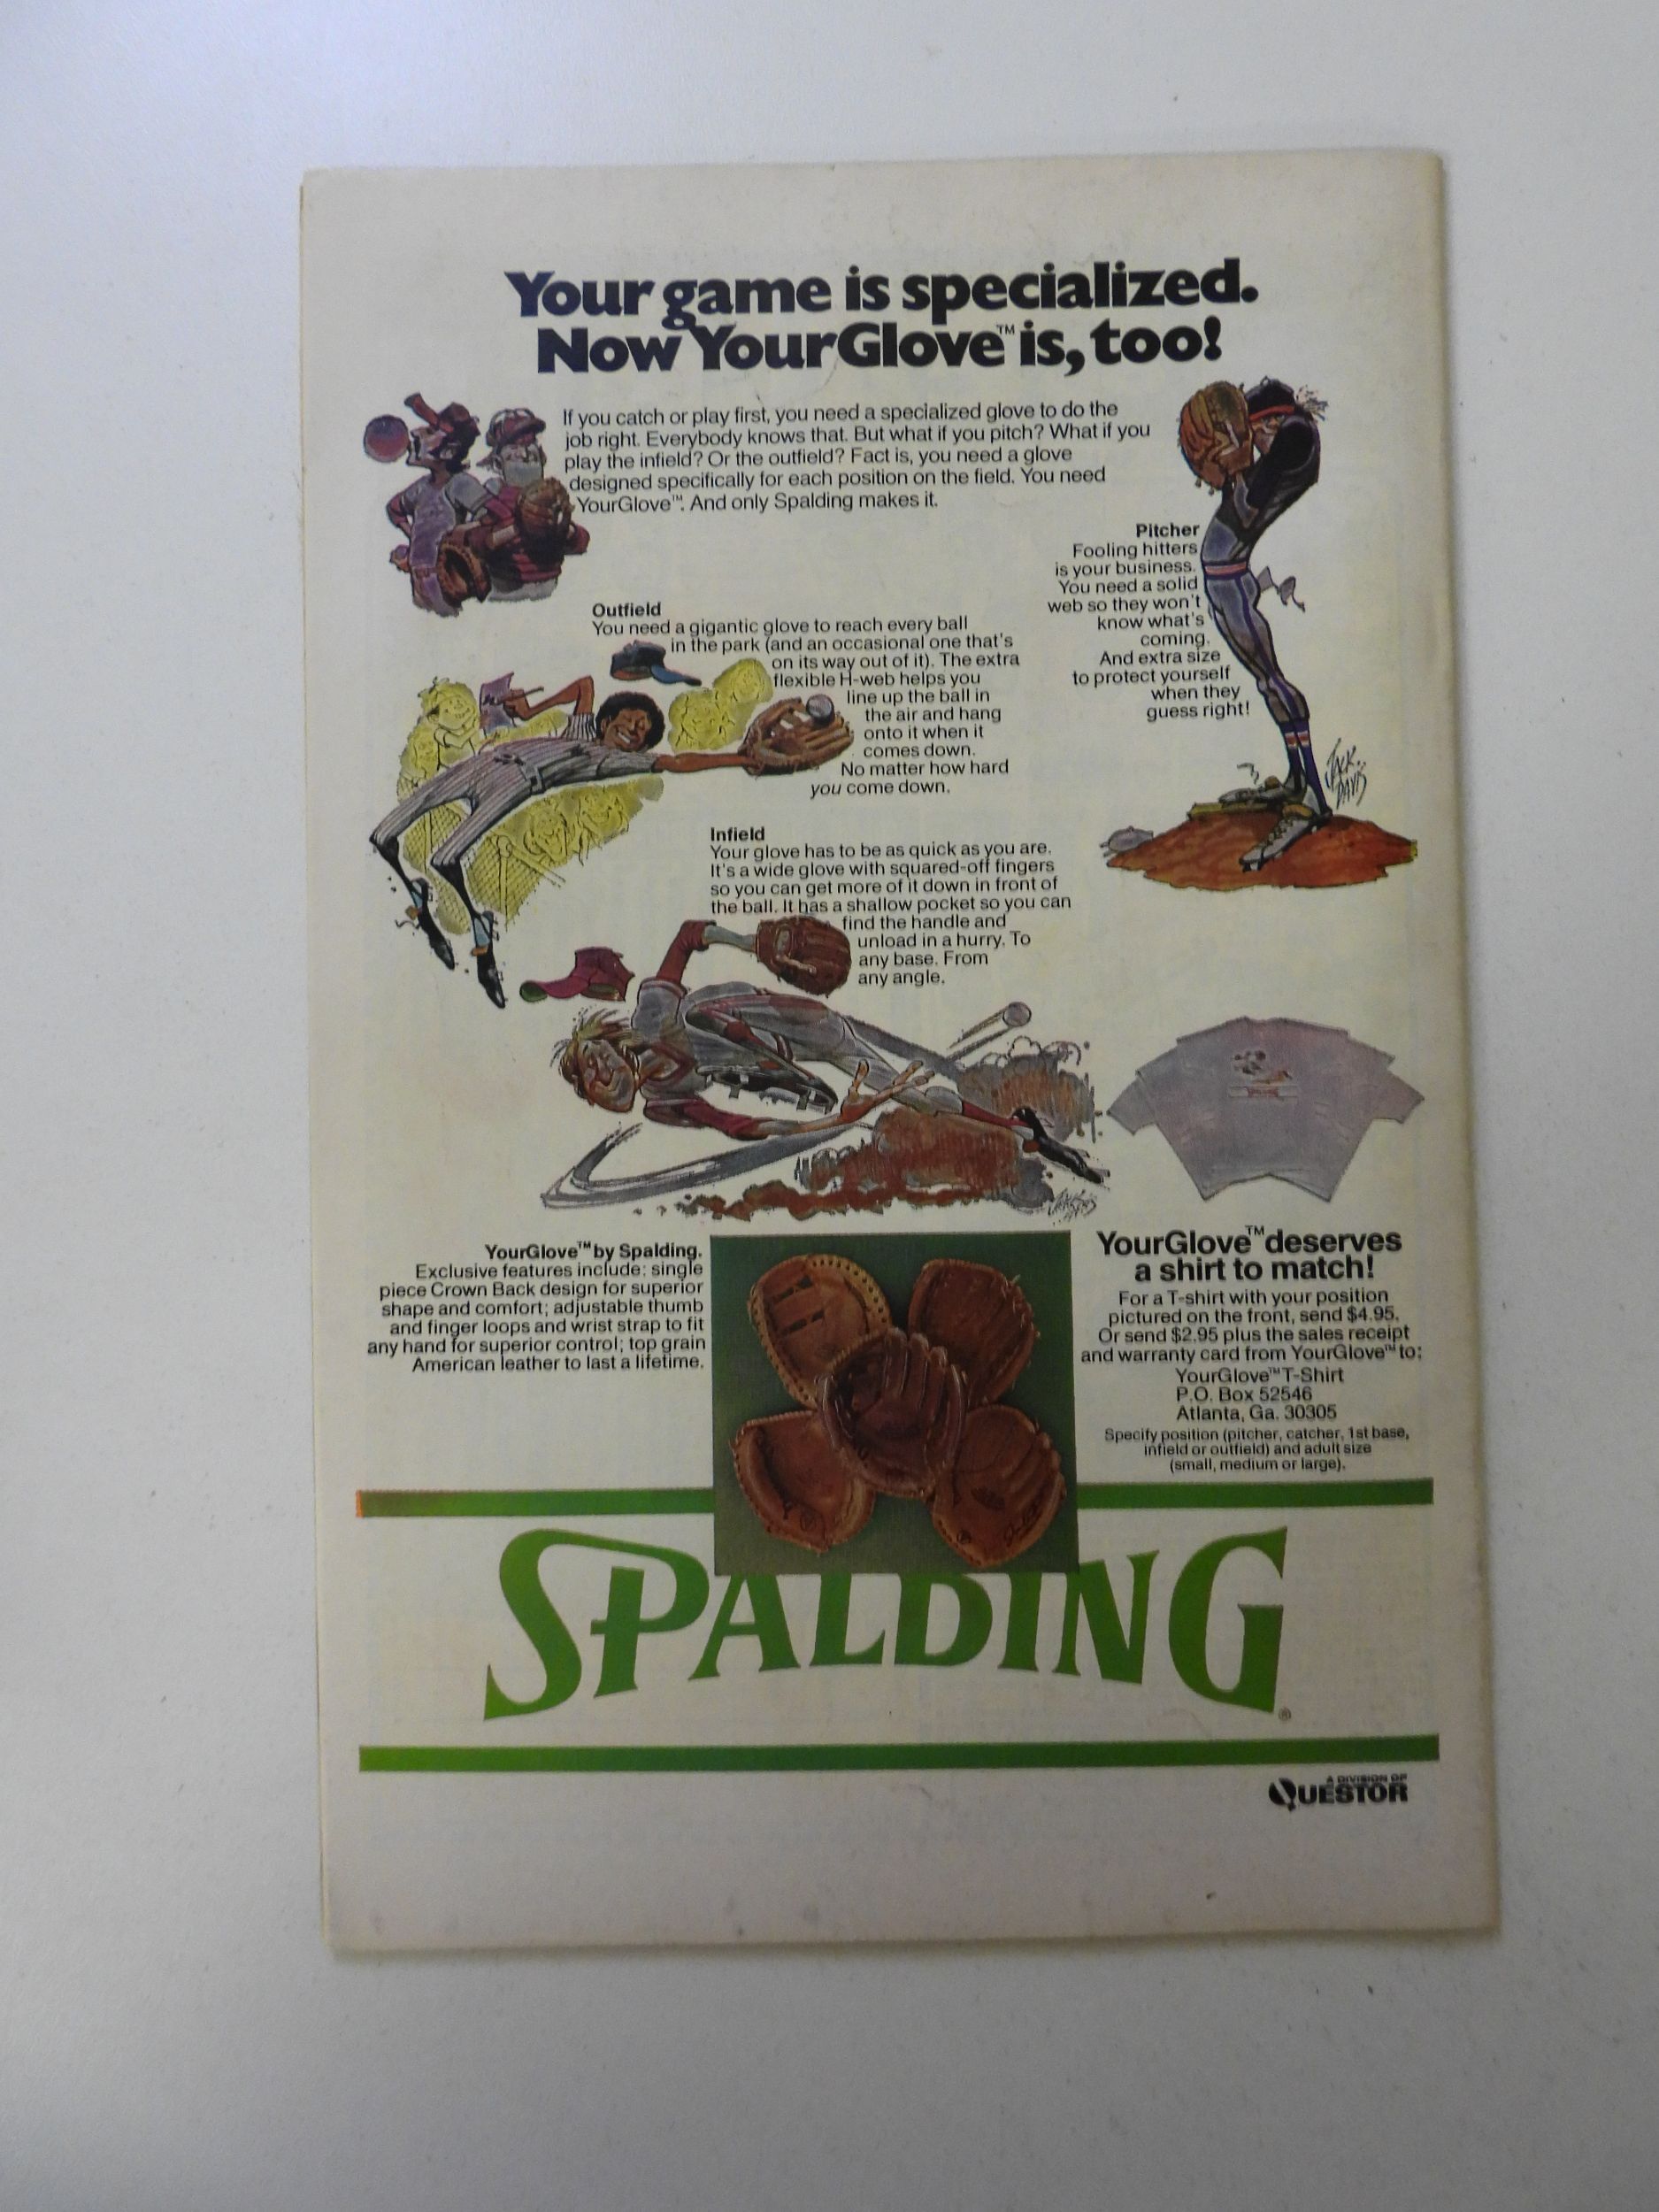 Your game is specialized.
Now YourGlove™ is, too!
If you catch or play first, you need a specialized glove to do the
job right. Everybody knows that. But what if you pitch? What if you
play the infield? Or the outfield? Fact is, you need a glove
designed specifically for each position on the field. You need
YourGlove™. And only Spalding makes it.
Pitcher
Fooling hitters
is your business.
You need a solid
web so they won't
know what's
coming.
And extra size
to protect yourself
when they
guess right!
JACK
DAVIS
Outfield
You need a gigantic glove to reach every ball
in the park (and an occasional one that's
on its way out of it). The extra
flexible H-web helps you
line up the ball in
the air and hang
onto it when it
comes down.
No matter how hard
you come down.
Infield
Your glove has to be as quick as you are.
It's a wide glove with squared-off fingers
so you can get more of it down in front of
the ball. It has a shallow pocket so you can
find the handle and
unload in a hurry. To
any base. From
any angle.
YourGlove™ by Spalding.
Exclusive features include: single
piece Crown Back design for superior
shape and comfort; adjustable thumb
and finger loops and wrist strap to fit
any hand for superior control; top grain
American leather to last a lifetime.
YourGlove™ deserves
a shirt to match!
For a T-shirt with your position
pictured on the front, send $4.95.
Or send $2.95 plus the sales receipt
and warranty card from YourGlove™ to:
YourGlove™ T-Shirt
P.O. Box 52546
Atlanta, Ga. 30305
Specify position (pitcher, catcher, 1st base,
infield or outfield) and adult size
(small, medium or large).
SPALDING®
A DIVISION OF
QUESTOR